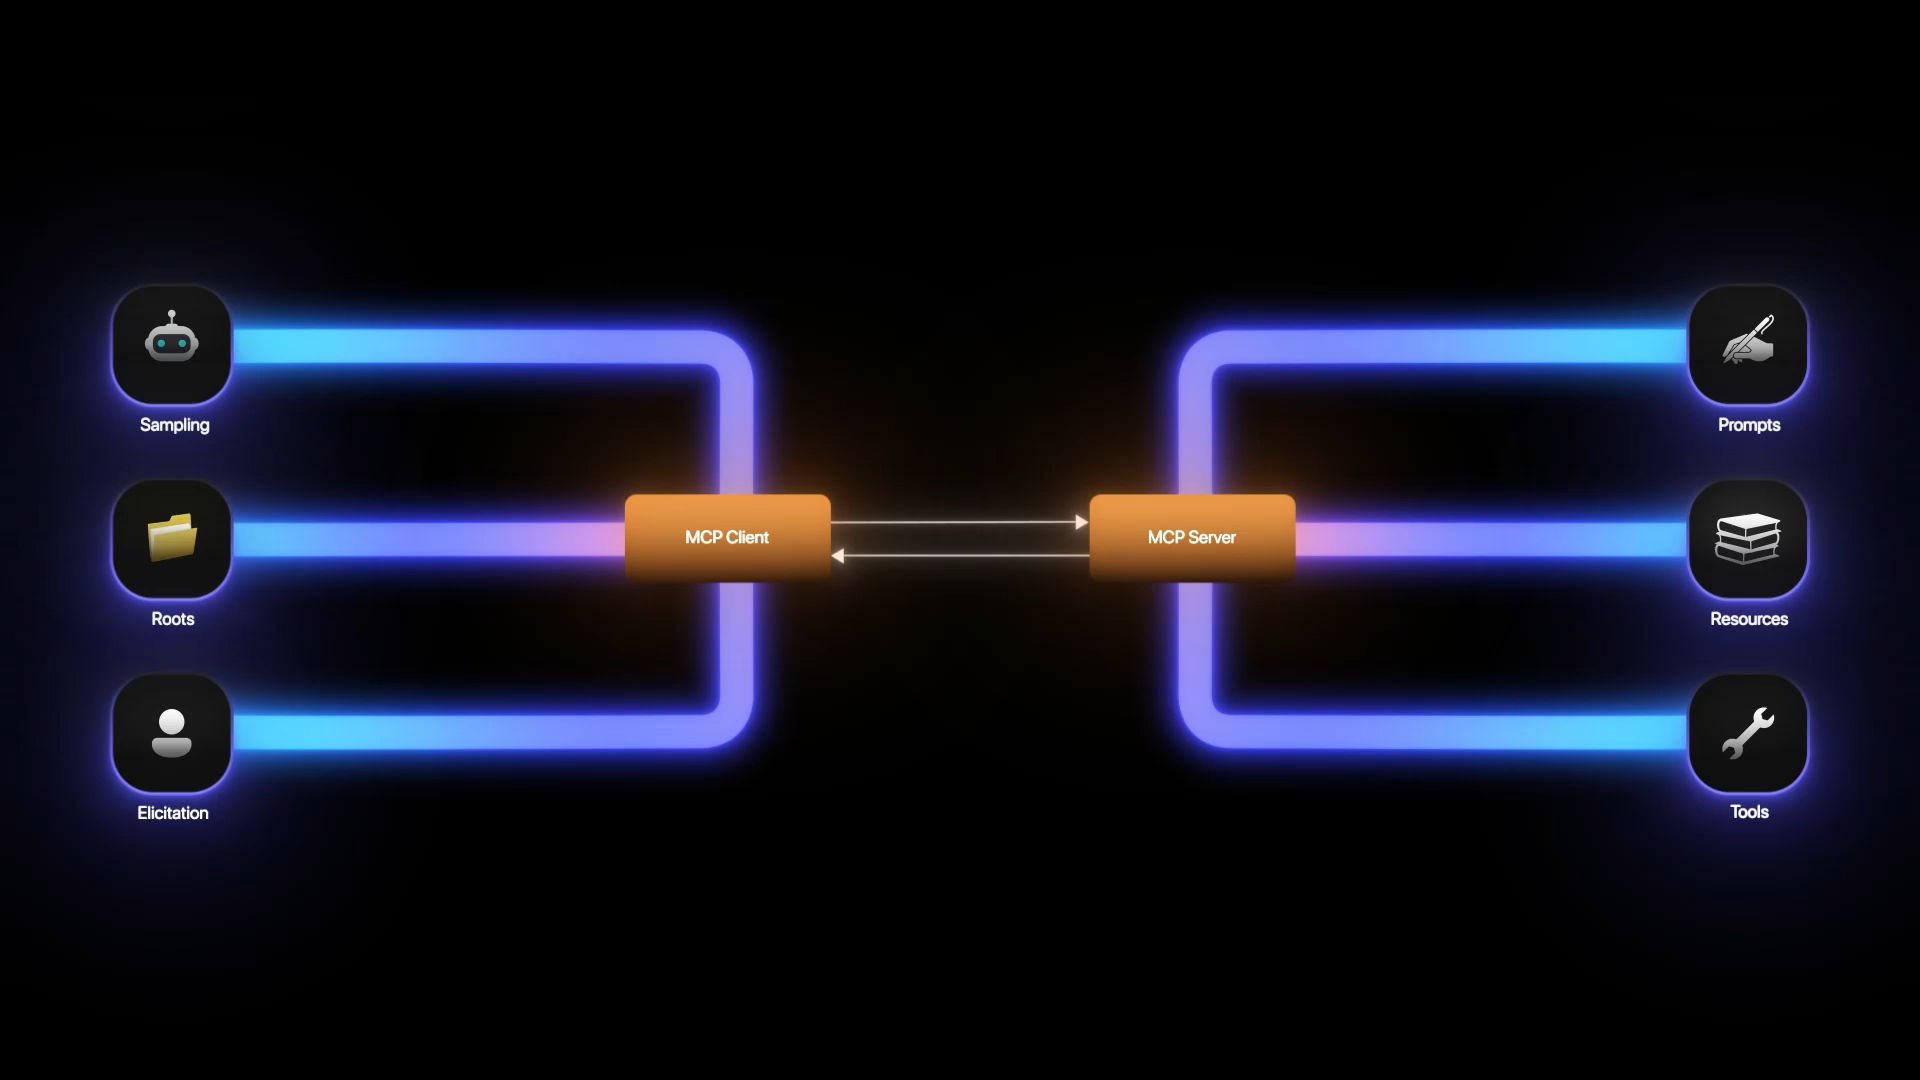 Sampling
Prompts
MCP Client
MCP Server
Roots
Resources
Elicitation
Tools